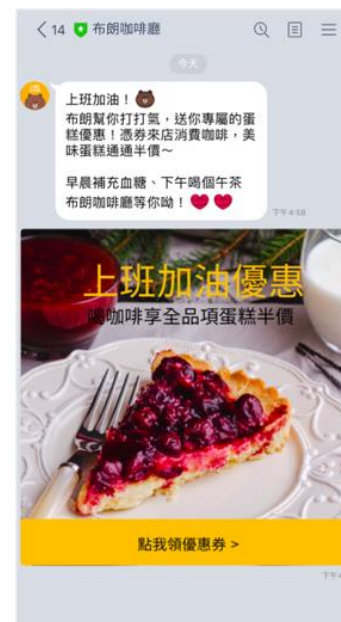 14 布朗咖啡廳
今天
上班加油！
布朗幫你打打氣，送你專屬的蛋
糕優惠！憑券來店消費咖啡，美
味蛋糕通通半價～
早晨補充血糖、下午喝個午茶
布朗咖啡廳等你呦！
下午 4:58
上班加油優惠
喝咖啡享全品項蛋糕半價
點我領優惠券 >